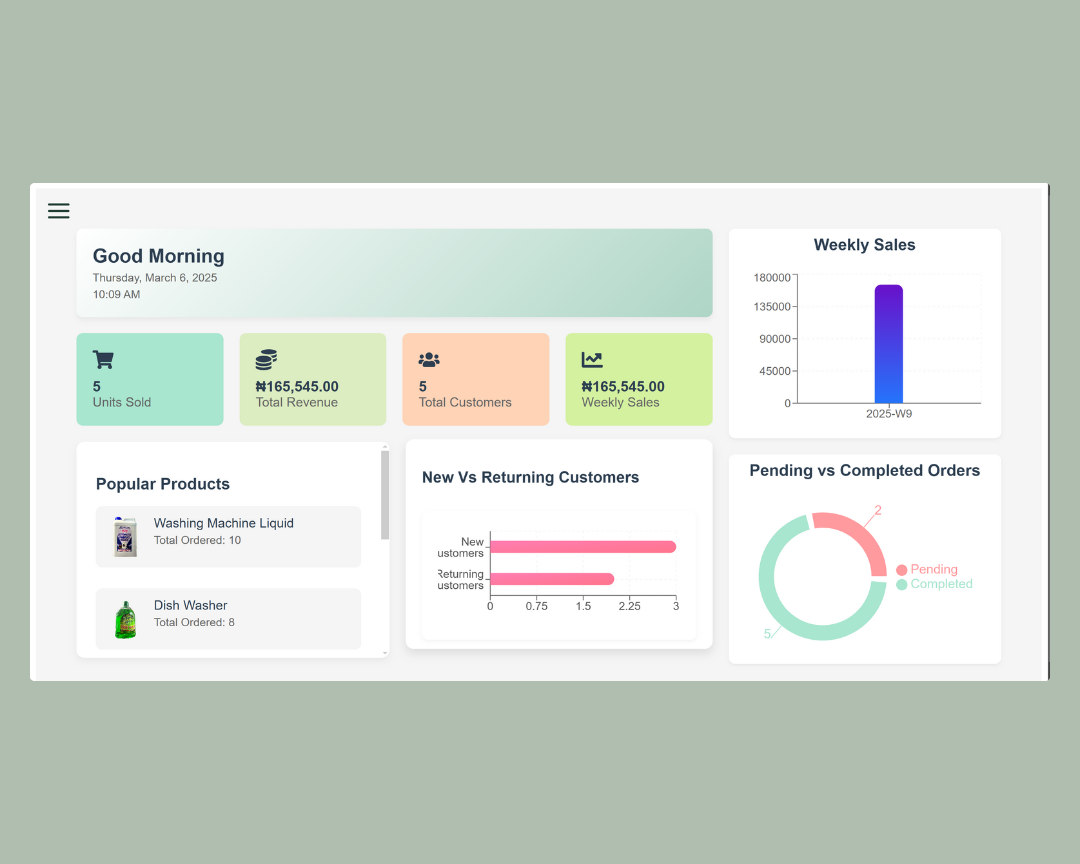 Good Morning
Thursday, March 6, 2025
10:09 AM
5
Units Sold
₦165,545.00
Total Revenue
5
Total Customers
₦165,545.00
Weekly Sales
Popular Products
Washing Machine Liquid
Total Ordered: 10
Dish Washer
Total Ordered: 8
New Vs Returning Customers
New
ustomers
Returning
ustomers
0 0.75 1.5 2.25 3
Weekly Sales
180000
135000
90000
45000
0
2025-W9
Pending vs Completed Orders
2
5
Pending
Completed